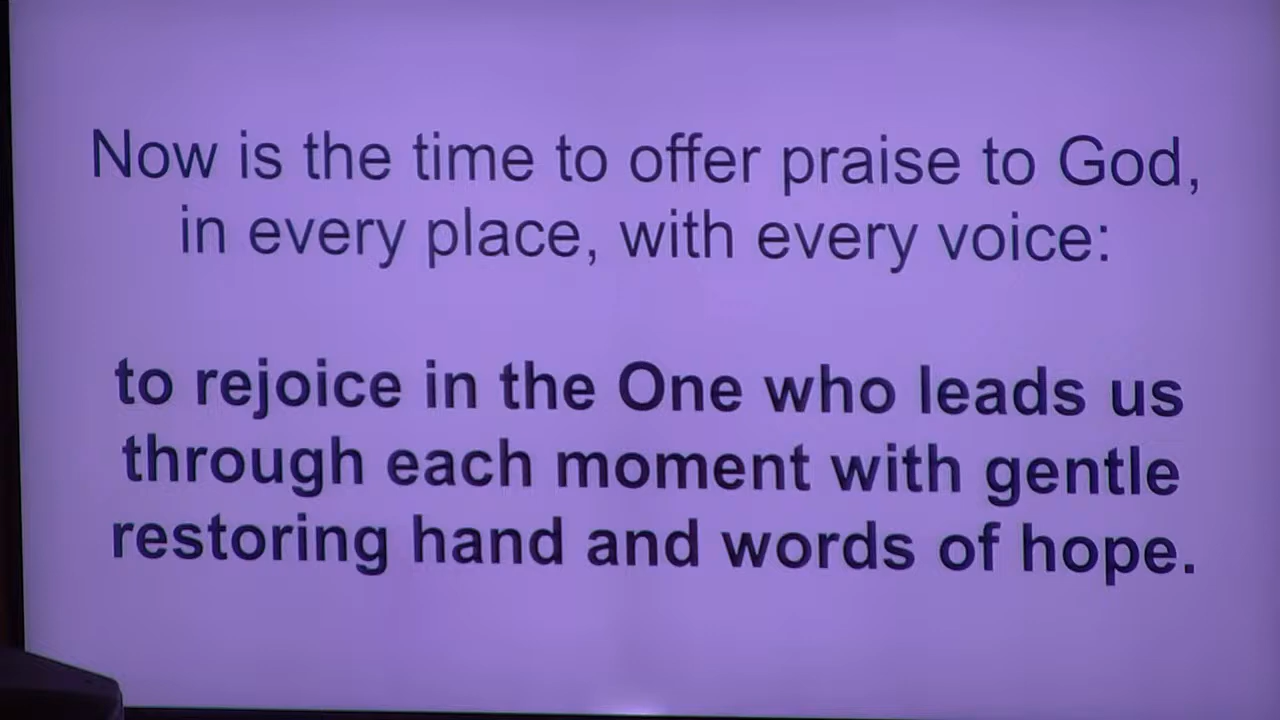 Now is the time to offer praise to God,
in every place, with every voice:
to rejoice in the One who leads us
through each moment with gentle
restoring hand and words of hope.